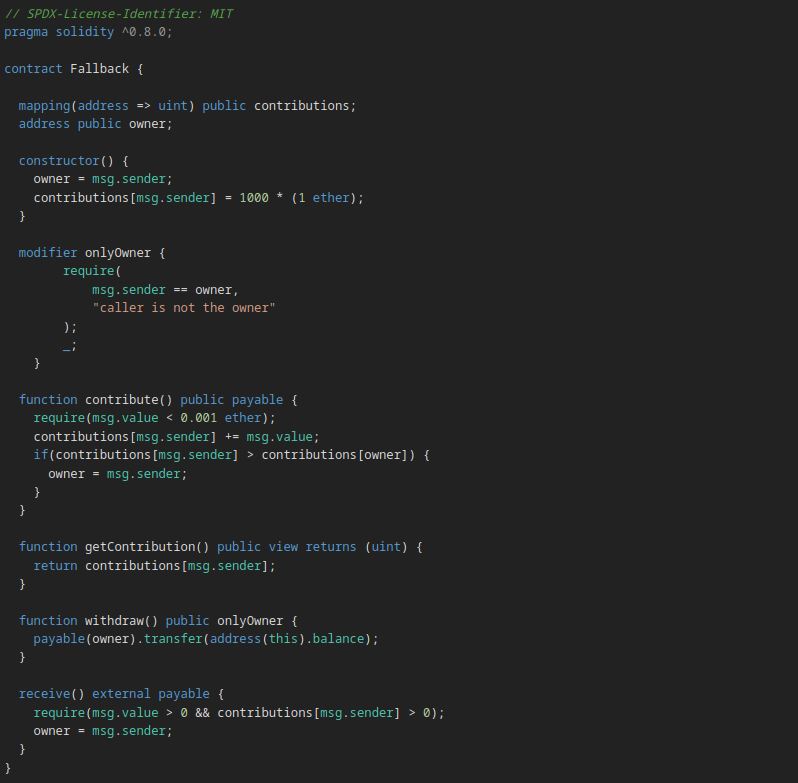 // SPDX-License-Identifier: MIT
pragma solidity ^0.8.0;

contract Fallback {

  mapping(address => uint) public contributions;
  address public owner;

  constructor() {
    owner = msg.sender;
    contributions[msg.sender] = 1000 * (1 ether);
  }

  modifier onlyOwner {
        require(
            msg.sender == owner,
            "caller is not the owner"
        );
        _;
    }

  function contribute() public payable {
    require(msg.value < 0.001 ether);
    contributions[msg.sender] += msg.value;
    if(contributions[msg.sender] > contributions[owner]) {
      owner = msg.sender;
    }
  }

  function getContribution() public view returns (uint) {
    return contributions[msg.sender];
  }

  function withdraw() public onlyOwner {
    payable(owner).transfer(address(this).balance);
  }

  receive() external payable {
    require(msg.value > 0 && contributions[msg.sender] > 0);
    owner = msg.sender;
  }
}